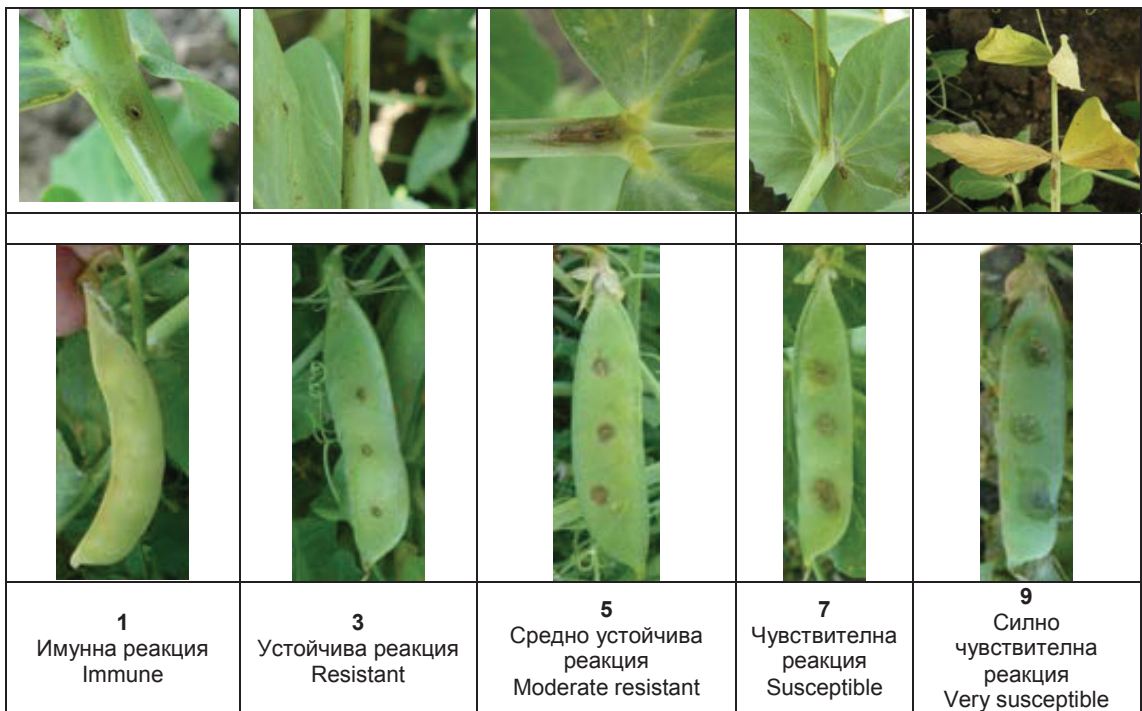 1
Имунна реакция
Immune
3
Устойчива реакция
Resistant
5
Средно устойчива
реакция
Moderate resistant
7
Чувствителна
реакция
Susceptible
9
Силно
чувствителна
реакция
Very susceptible